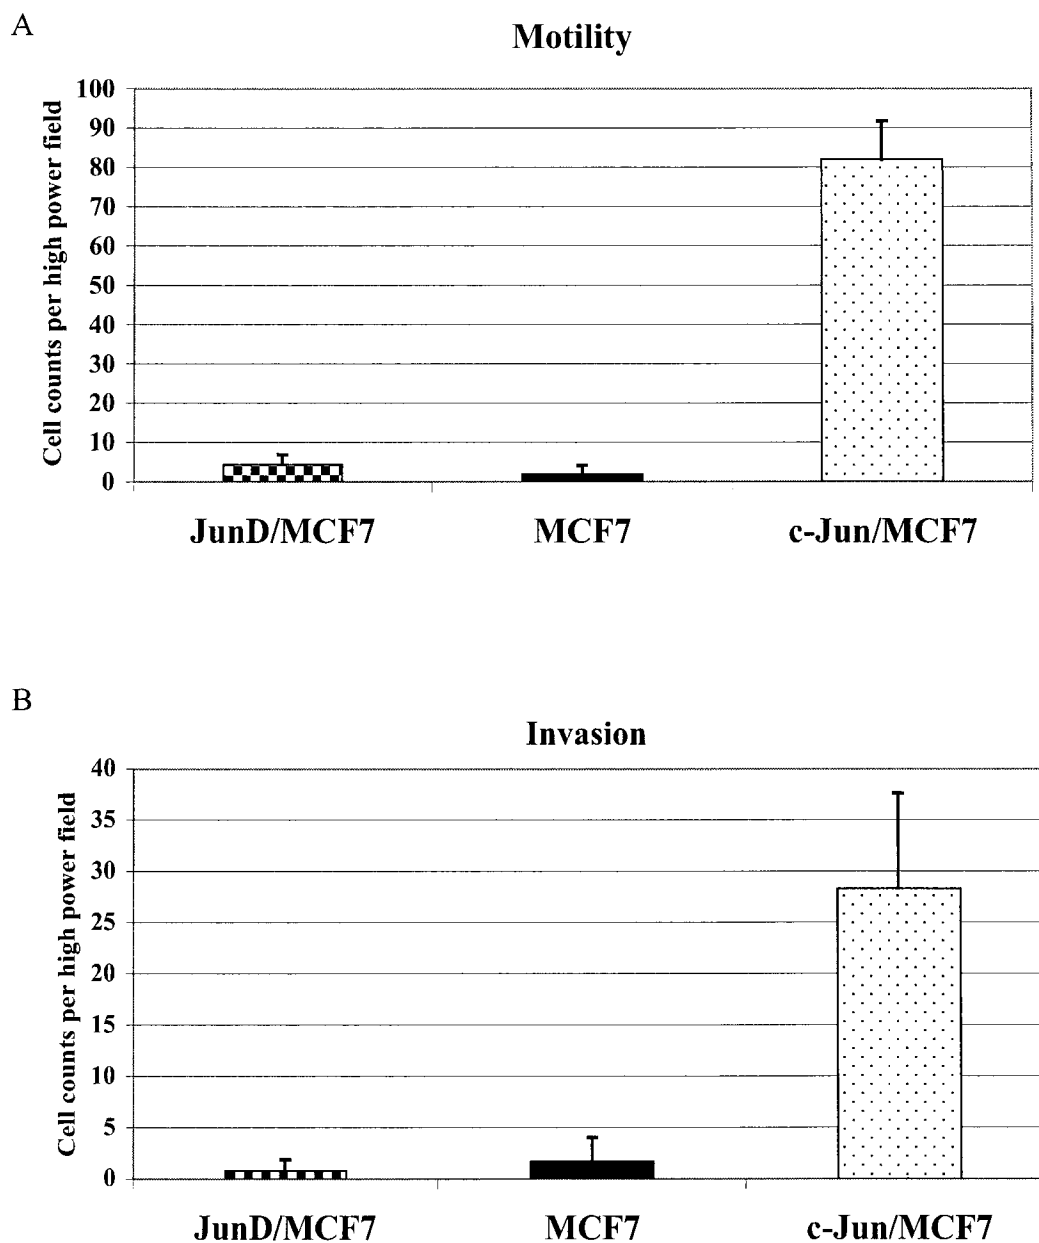 A
Motility
Cell counts per high power field
100
90
80
70
60
50
40
30
20
10
0
JunD/MCF7 MCF7 c-Jun/MCF7
B
Invasion
Cell counts per high power field
40
35
30
25
20
15
10
5
0
JunD/MCF7 MCF7 c-Jun/MCF7